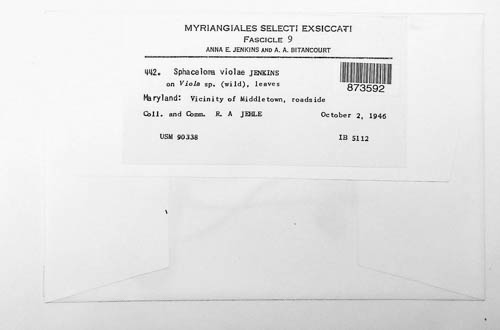 MYRIANGIALES SELECTI EXSICCATI
FASCICLE 9
ANNA E. JENKINS AND A. A. BITANCOURT
442. Sphaceloma violae JENKINS
on Viola sp. (wild), leaves
873592
Maryland: Vicinity of Middletown, roadside
Coll. and Comm. R. A JEHLE October 2, 1946
USM 90338 IB 5112